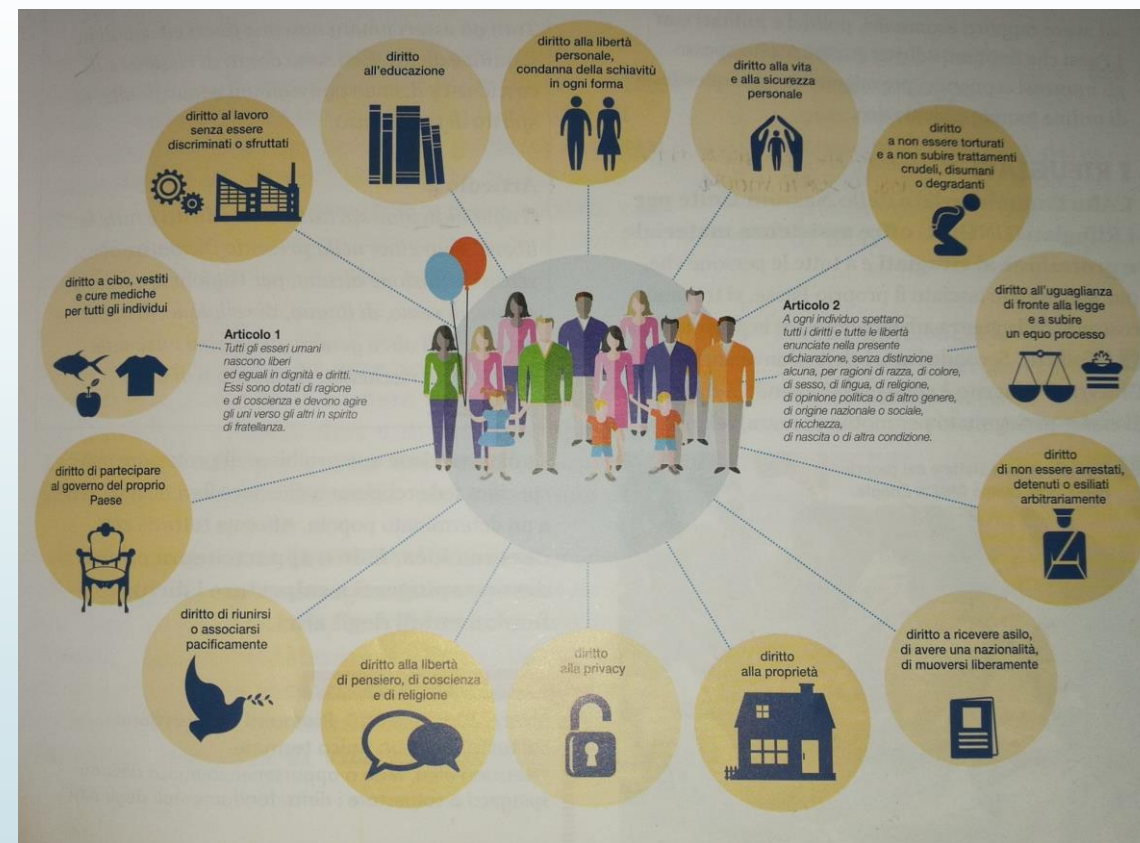 diritto
all'educazione
diritto alla libertà
personale,
condanna della schiavitù
in ogni forma
diritto alla vita
e alla sicurezza
personale
diritto
a non essere torturati
e a non subire trattamenti
crudeli, disumani
o degradanti
diritto al lavoro
senza essere
discriminati o sfruttati
diritto a cibo, vestiti
e cure mediche
per tutti gli individui
Articolo 1
Tutti gli esseri umani
nascono liberi
ed eguali in dignità e diritti.
Essi sono dotati di ragione
e di coscienza e devono agire
gli uni verso gli altri in spirito
di fratellanza.
Articolo 2
A ogni individuo spettano
tutti i diritti e tutte le libertà
enunciate nella presente
dichiarazione, senza distinzione
alcuna, per ragioni di razza, di colore,
di sesso, di lingua, di religione,
di opinione politica o di altro genere,
di origine nazionale o sociale,
di ricchezza,
di nascita o di altra condizione.
diritto all'uguaglianza
di fronte alla legge
e a subire
un equo processo
diritto di partecipare
al governo del proprio
Paese
diritto
di non essere arrestati,
detenuti o esiliati
arbitrariamente
diritto di riunirsi
o associarsi
pacificamente
diritto alla libertà
di pensiero, di coscienza
e di religione
diritto
alla privacy
diritto
alla proprietà
diritto a ricevere asilo,
di avere una nazionalità,
di muoversi liberamente